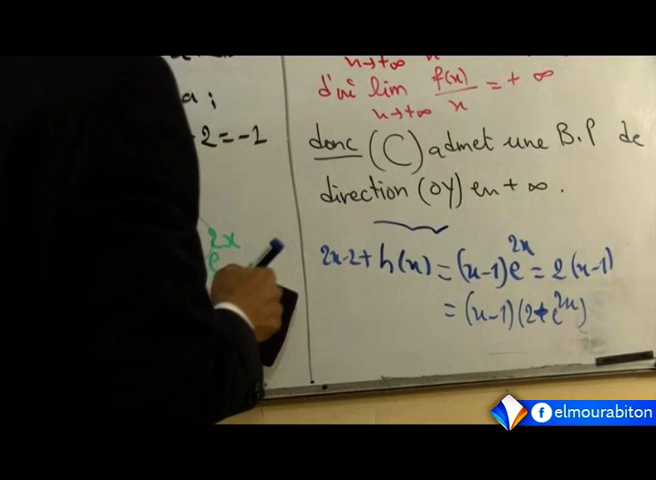 a ;
2 = -1
2x
e
n→+∞ n
d'où lim f(x)/x = + ∞
n→+∞
donc (C) admet une B.P de
direction (OY) en + ∞.
2x-2+h(x) = (x-1)e^2x = 2(x-1)
= (x-1)(2+e^2x)
f elmourabiton